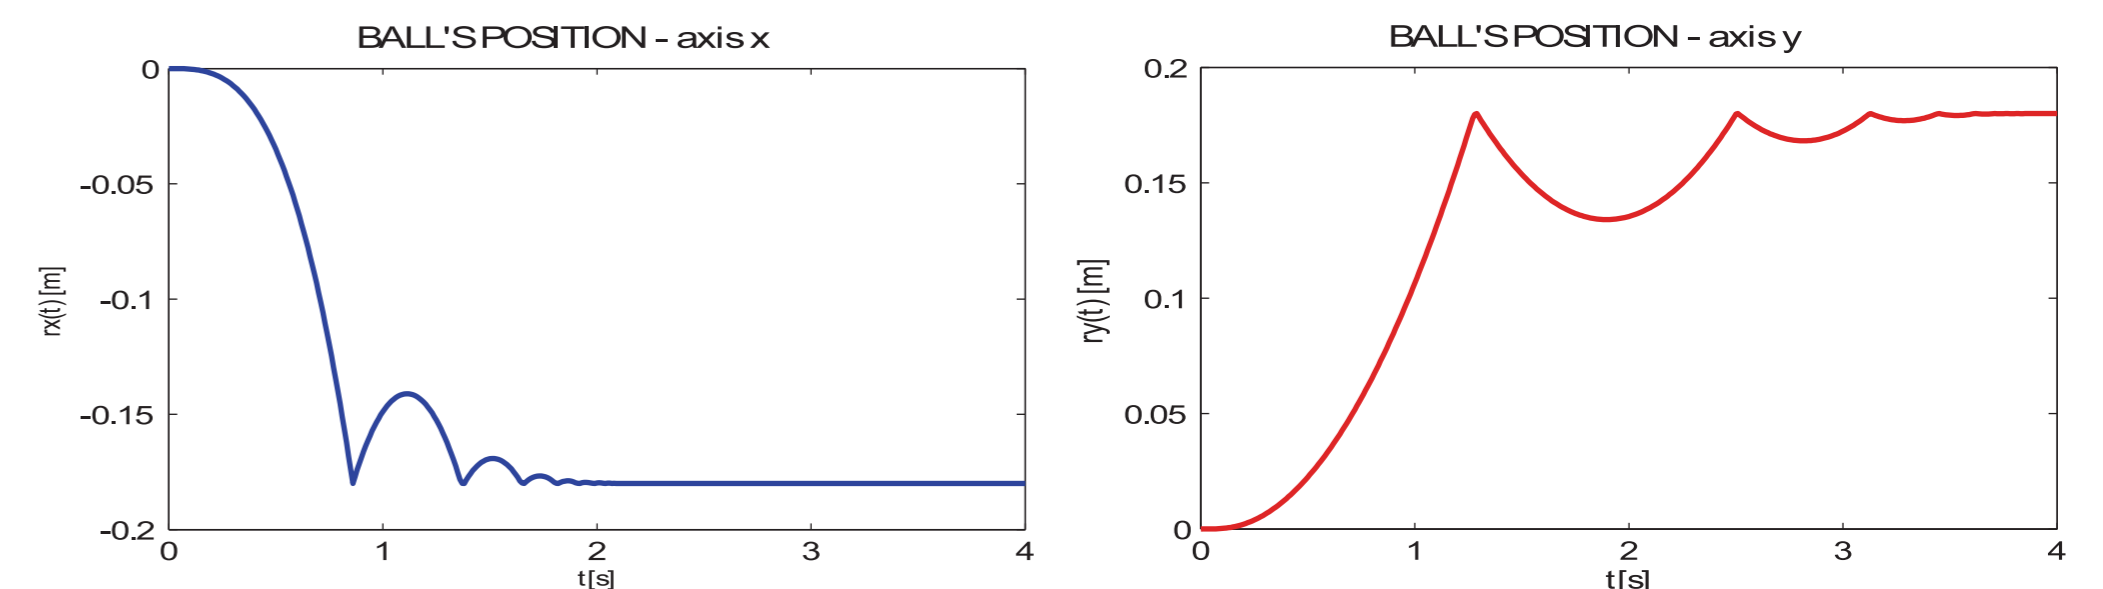 BALL'S POSITION - axis x
0
-0.05
-0.1
-0.15
-0.2
rx(t) [m]
0 1 2 3 4
t[s]
BALL'S POSITION - axis y
0.2
0.15
0.1
0.05
0
ry(t) [m]
0 1 2 3 4
t[s]